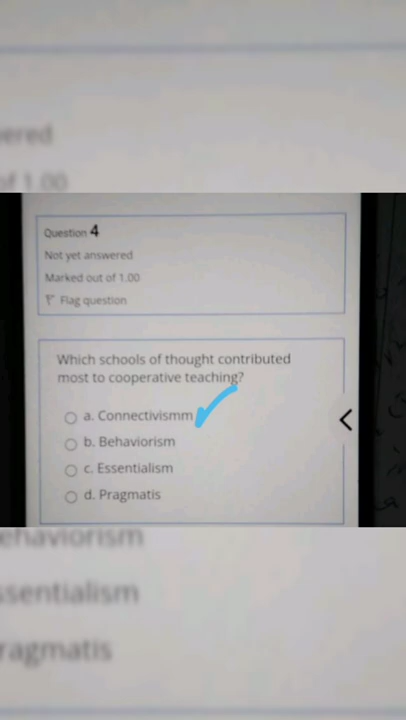 ered
of 1.00
Question 4
Not yet answered
Marked out of 1.00
Flag question
Which schools of thought contributed
most to cooperative teaching?
a. Connectivismm
b. Behaviorism
c. Essentialism
d. Pragmatis
ehaviorism
ssentialism
ragmatis